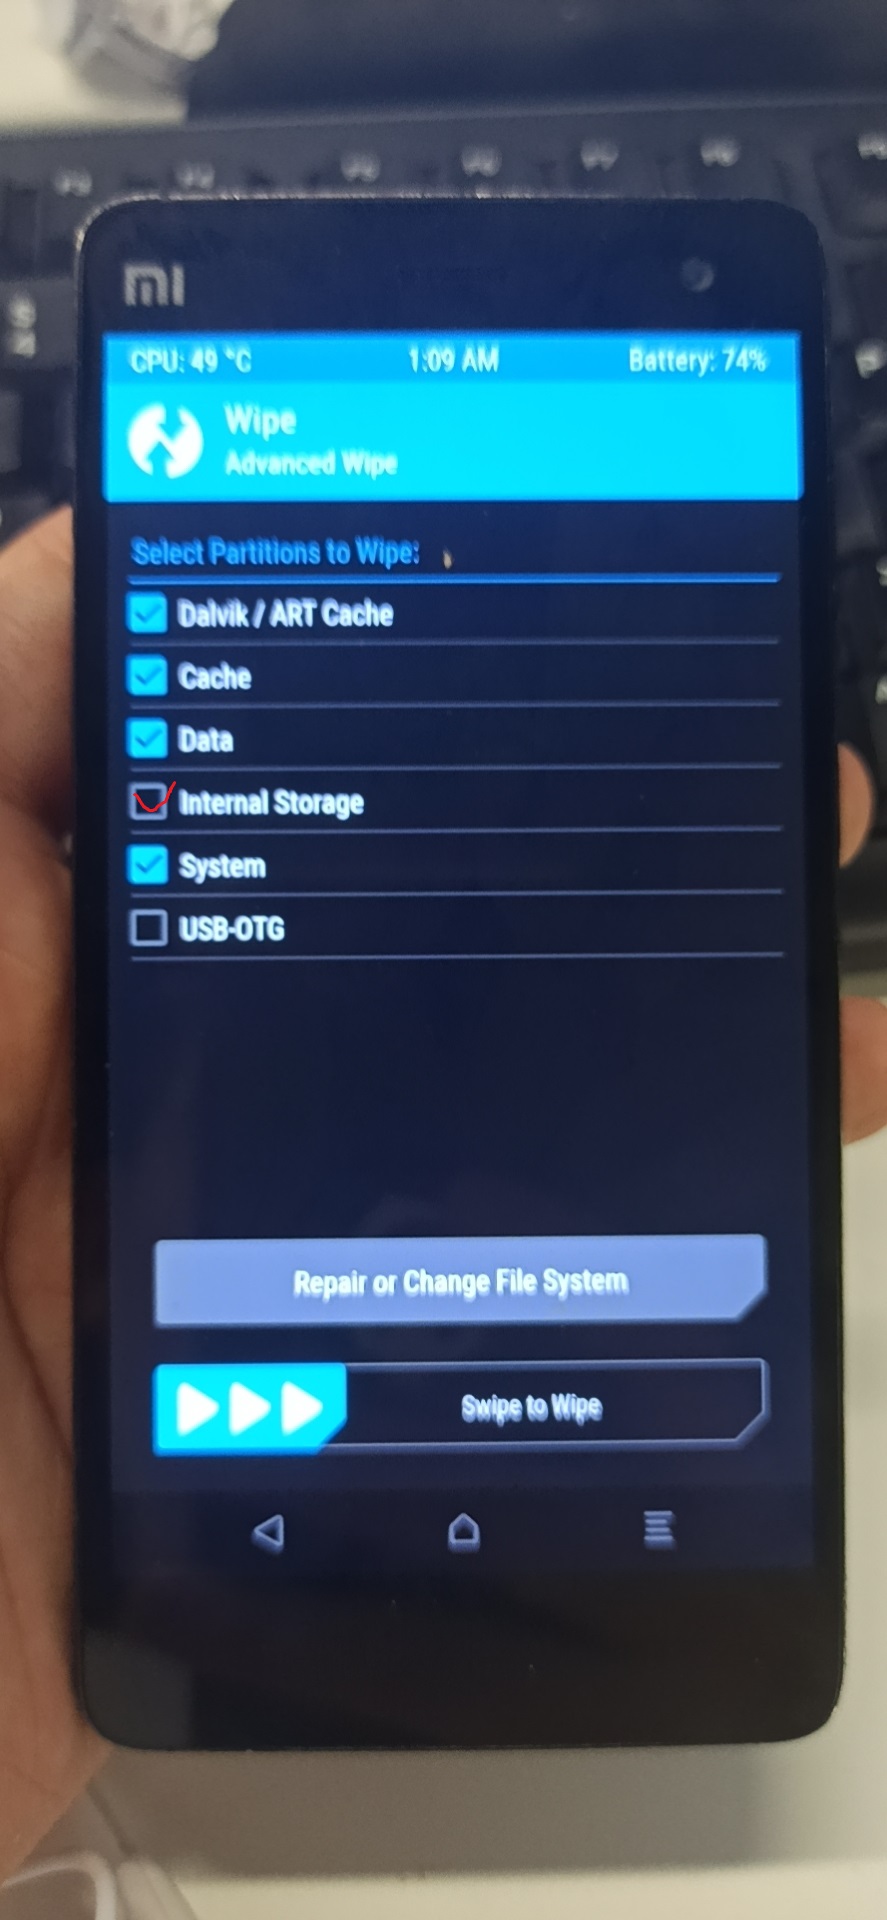 mi
CPU: 49 °C 1:09 AM Battery: 74%
Wipe
Advanced Wipe
Select Partitions to Wipe:
Dalvik / ART Cache
Cache
Data
Internal Storage
System
USB-OTG
Repair or Change File System
Swipe to Wipe